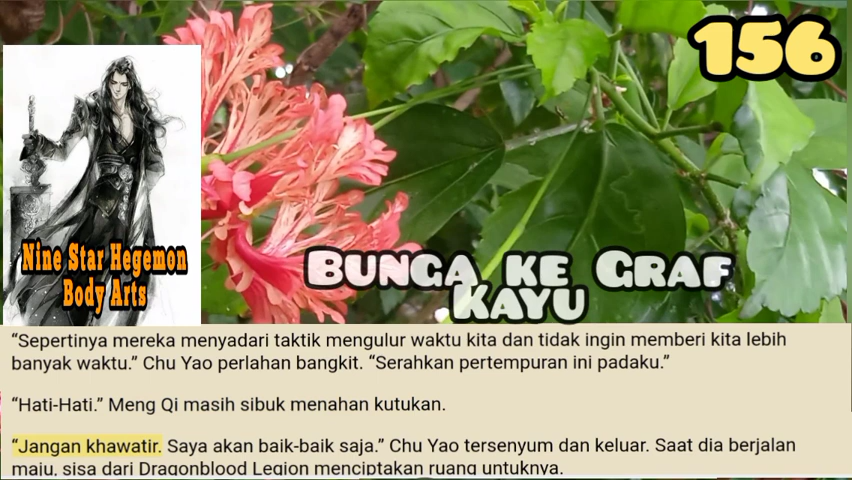 156
Nine Star Hegemon
Body Arts
BUNGA KE GRAF
KAYU
“Sepertinya mereka menyadari taktik mengulur waktu kita dan tidak ingin memberi kita lebih
banyak waktu.” Chu Yao perlahan bangkit. “Serahkan pertempuran ini padaku.”
“Hati-Hati.” Meng Qi masih sibuk menahan kutukan.
“Jangan khawatir. Saya akan baik-baik saja.” Chu Yao tersenyum dan keluar. Saat dia berjalan
maju, sisa dari Dragonblood Legion menciptakan ruang untuknya.